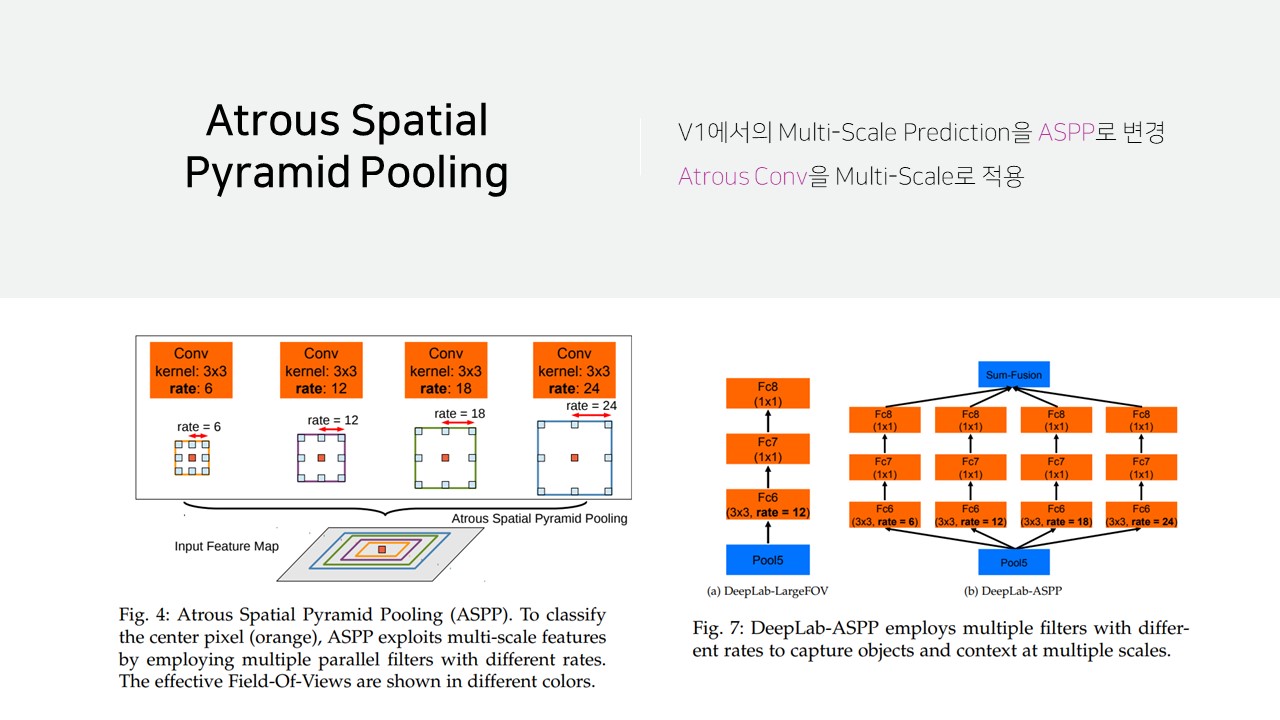 Atrous Spatial
Pyramid Pooling
V1에서의 Multi-Scale Prediction을 ASPP로 변경
Atrous Conv을 Multi-Scale로 적용
Conv
kernel: 3x3
rate: 6
Conv
kernel: 3x3
rate: 12
Conv
kernel: 3x3
rate: 18
Conv
kernel: 3x3
rate: 24
rate = 6
rate = 12
rate = 18
rate = 24
Atrous Spatial Pyramid Pooling
Input Feature Map
Fig. 4: Atrous Spatial Pyramid Pooling (ASPP). To classify
the center pixel (orange), ASPP exploits multi-scale features
by employing multiple parallel filters with different rates.
The effective Field-Of-Views are shown in different colors.
Fc8
(1x1)
Fc7
(1x1)
Fc6
(3x3, rate = 12)
Pool5
(a) DeepLab-LargeFOV
Sum-Fusion
Fc8
(1x1)
Fc8
(1x1)
Fc8
(1x1)
Fc8
(1x1)
Fc7
(1x1)
Fc7
(1x1)
Fc7
(1x1)
Fc7
(1x1)
Fc6
(3x3, rate = 6)
Fc6
(3x3, rate = 12)
Fc6
(3x3, rate = 18)
Fc6
(3x3, rate = 24)
Pool5
(b) DeepLab-ASPP
Fig. 7: DeepLab-ASPP employs multiple filters with differ-
ent rates to capture objects and context at multiple scales.